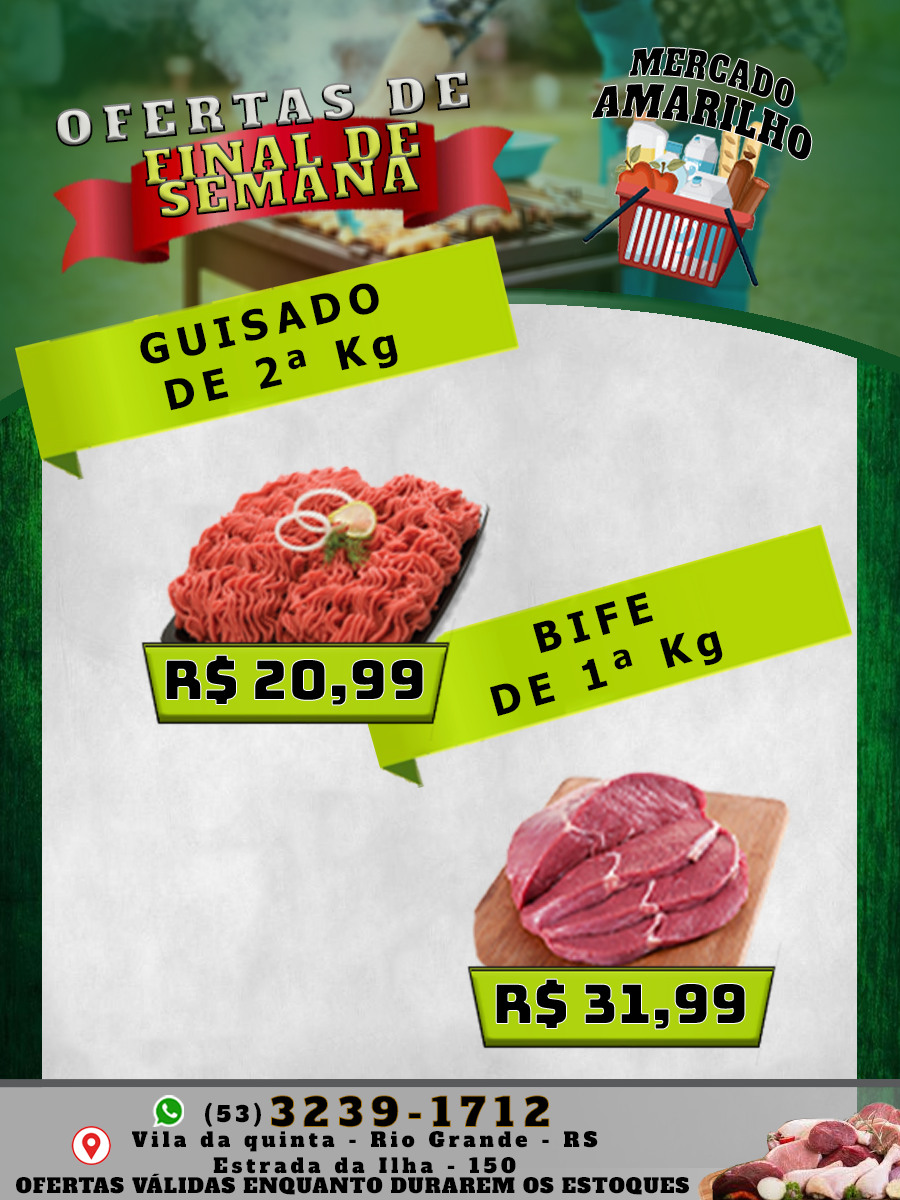 OFERTAS DE
FINAL DE
SEMANA
MERCADO
AMARILHO
GUISADO
DE 2ª Kg
R$ 20,99
BIFE
DE 1ª Kg
R$ 31,99
(53) 3239-1712
Vila da quinta - Rio Grande - RS
Estrada da Ilha - 150
OFERTAS VÁLIDAS ENQUANTO DURAREM OS ESTOQUES